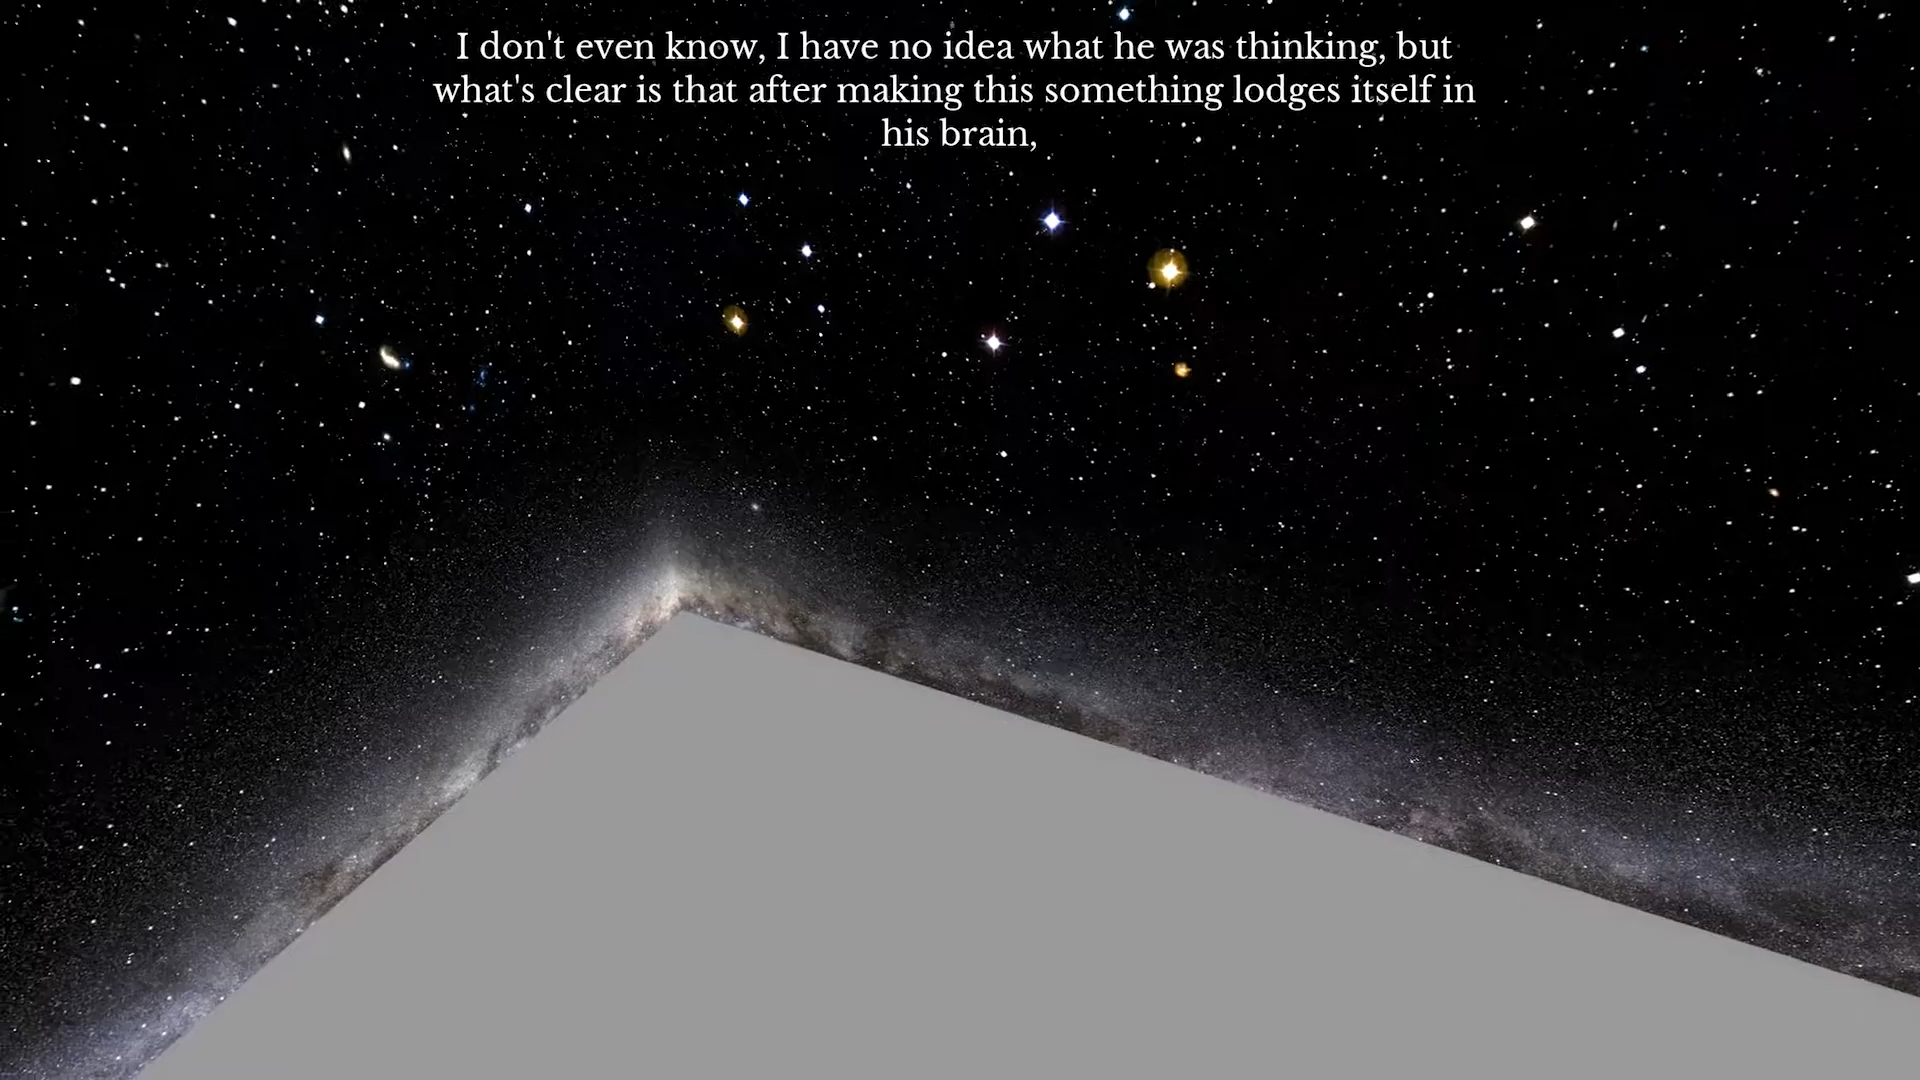 I don't even know, I have no idea what he was thinking, but
what's clear is that after making this something lodges itself in
his brain,